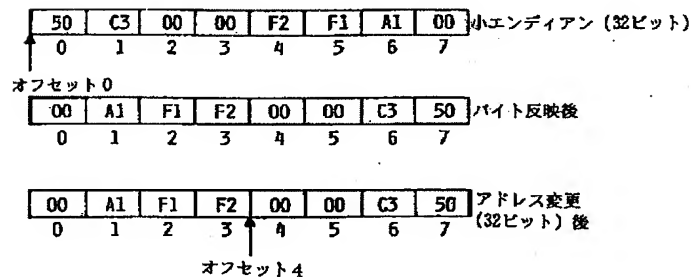 50 C3 00 00 F2 F1 A1 00 小エンディアン (32ビット)
0 1 2 3 4 5 6 7
オフセット0
00 A1 F1 F2 00 00 C3 50 バイト反映後
0 1 2 3 4 5 6 7
00 A1 F1 F2 00 00 C3 50 アドレス変更
(32ビット) 後
0 1 2 3 4 5 6 7
オフセット4